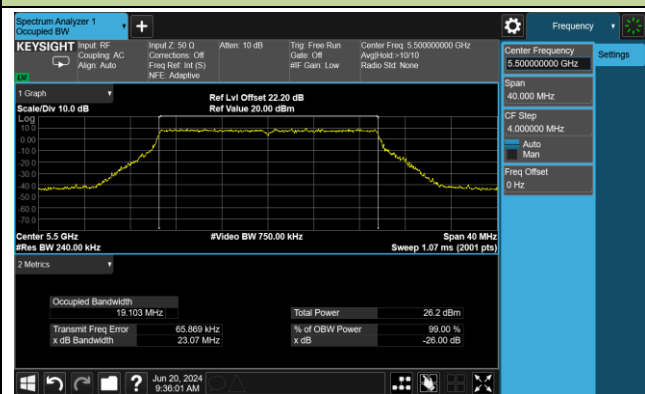 Spectrum Analyzer 1
Occupied BW
+
Frequency
KEYSIGHT
Input: RF
Coupling: AC
Align: Auto
Input Z: 50 Ω
Corrections: Off
Freq Ref: Int (S)
NFE: Adaptive
Atten: 10 dB
Trig: Free Run
Gate: Off
#IF Gain: Low
Center Freq: 5.500000000 GHz
Avg|Hold:>10/10
Radio Std: None
LXI
Center Frequency
5.500000000 GHz
Settings
Span
40.000 MHz
CF Step
4.000000 MHz
Auto
Man
Freq Offset
0 Hz
1 Graph
Scale/Div 10.0 dB
Ref Lvl Offset 22.20 dB
Ref Value 20.00 dBm
Log
10.0
0.00
-10.0
-20.0
-30.0
-40.0
-50.0
-60.0
-70.0
Center 5.5 GHz
#Res BW 240.00 kHz
#Video BW 750.00 kHz
Span 40 MHz
Sweep 1.07 ms (2001 pts)
2 Metrics
Occupied Bandwidth
19.103 MHz
Total Power 26.2 dBm
Transmit Freq Error 65.869 kHz
% of OBW Power 99.00 %
x dB Bandwidth 23.07 MHz
x dB -26.00 dB
?
Jun 20, 2024
9:36:01 AM